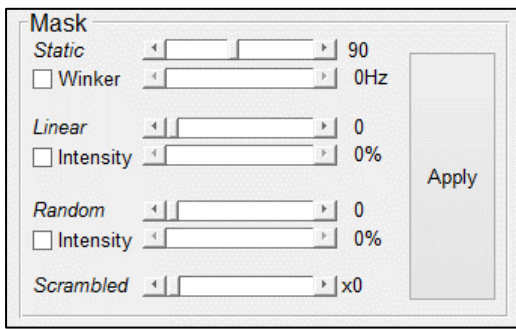 Mask
Static 90
Winker 0Hz
Linear 0
Intensity 0%
Random 0
Intensity 0%
Scrambled x0
Apply